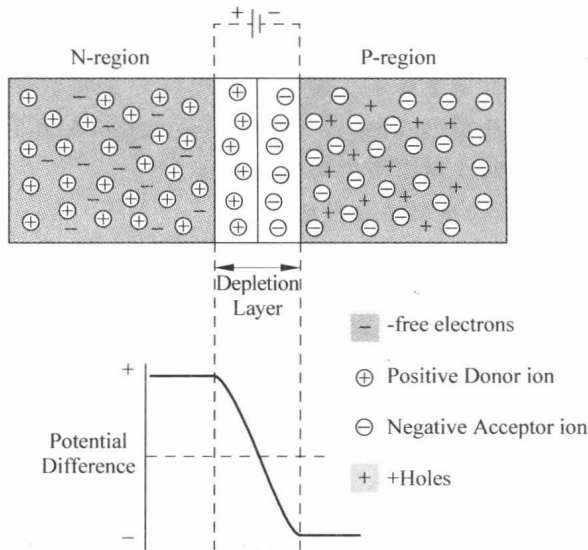 + −
N-region
P-region
Depletion
Layer
− -free electrons
⊕ Positive Donor ion
⊖ Negative Acceptor ion
+ +Holes
+
Potential
Difference
−